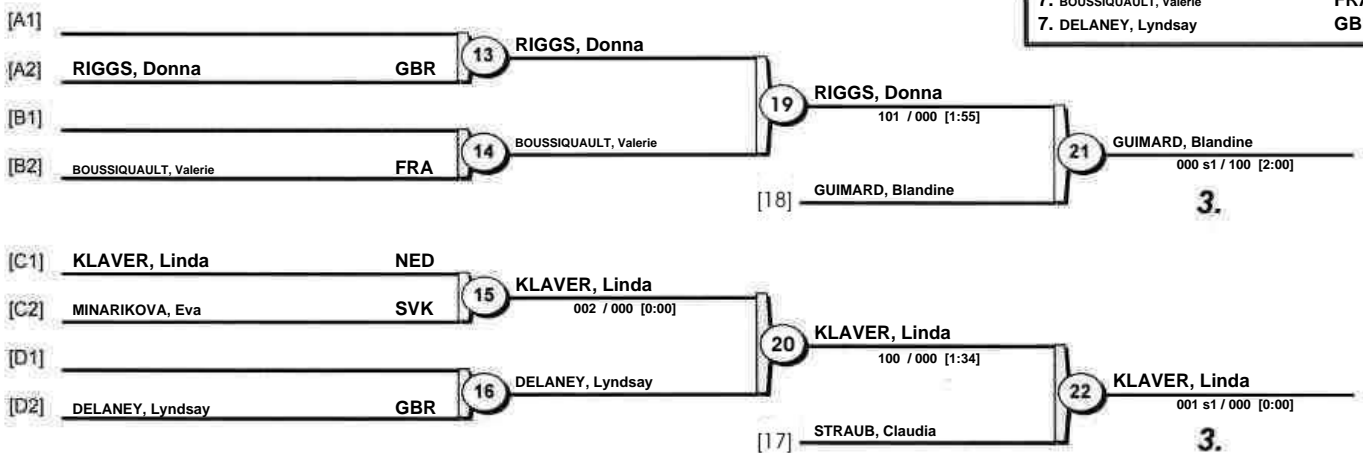 7. BOUSSIQUAULT, Valerie FRA
7. DELANEY, Lyndsay GB
[A1]
[A2] RIGGS, Donna GBR
13 RIGGS, Donna
[B1]
[B2] BOUSSIQUAULT, Valerie FRA
14 BOUSSIQUAULT, Valerie
19 RIGGS, Donna
101 / 000 [1:55]
[18] GUIMARD, Blandine
21 GUIMARD, Blandine
000 s1 / 100 [2:00]
3.
[C1] KLAVER, Linda NED
[C2] MINARIKOVA, Eva SVK
15 KLAVER, Linda
002 / 000 [0:00]
[D1]
[D2] DELANEY, Lyndsay GBR
16 DELANEY, Lyndsay
20 KLAVER, Linda
100 / 000 [1:34]
[17] STRAUB, Claudia
22 KLAVER, Linda
001 s1 / 000 [0:00]
3.